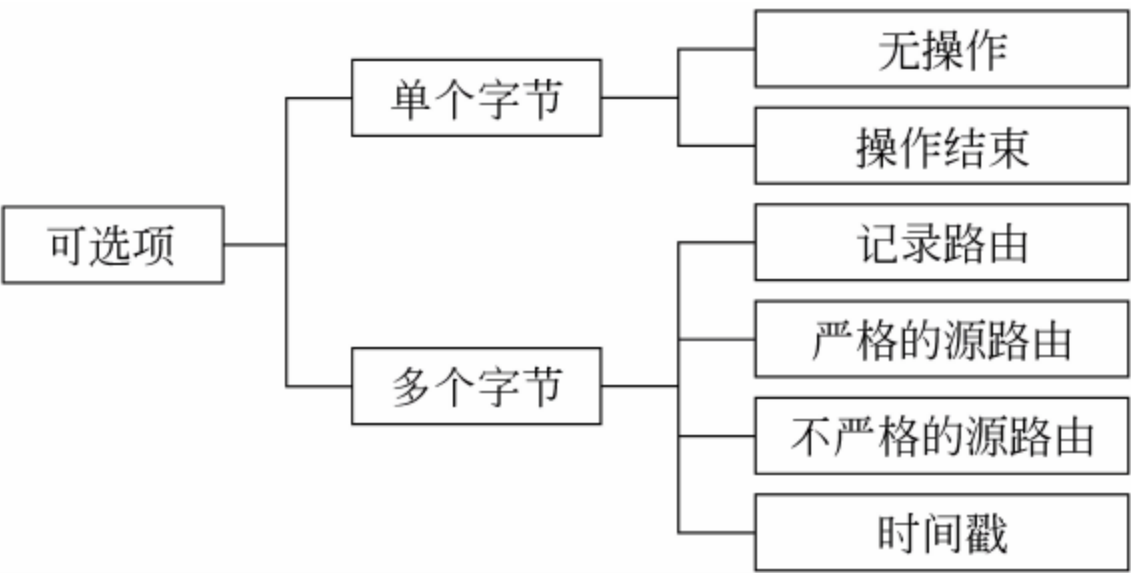 可选项
单个字节
无操作
操作结束
多个字节
记录路由
严格的源路由
不严格的源路由
时间戳